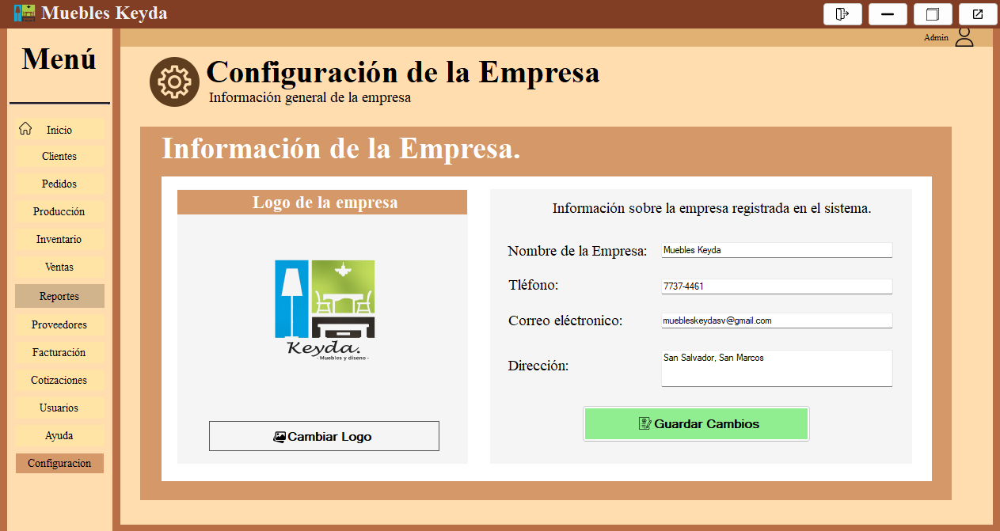 Muebles Keyda
Admin
Menú
Inicio
Clientes
Pedidos
Producción
Inventario
Ventas
Reportes
Proveedores
Facturación
Cotizaciones
Usuarios
Ayuda
Configuracion
Configuración de la Empresa
Información general de la empresa
Información de la Empresa.
Logo de la empresa
Keyda.
- Muebles y diseno -
Cambiar Logo
Información sobre la empresa registrada en el sistema.
Nombre de la Empresa: Muebles Keyda
Tléfono: 7737-4461
Correo eléctronico: muebleskeydasv@gmail.com
Dirección: San Salvador, San Marcos
Guardar Cambios